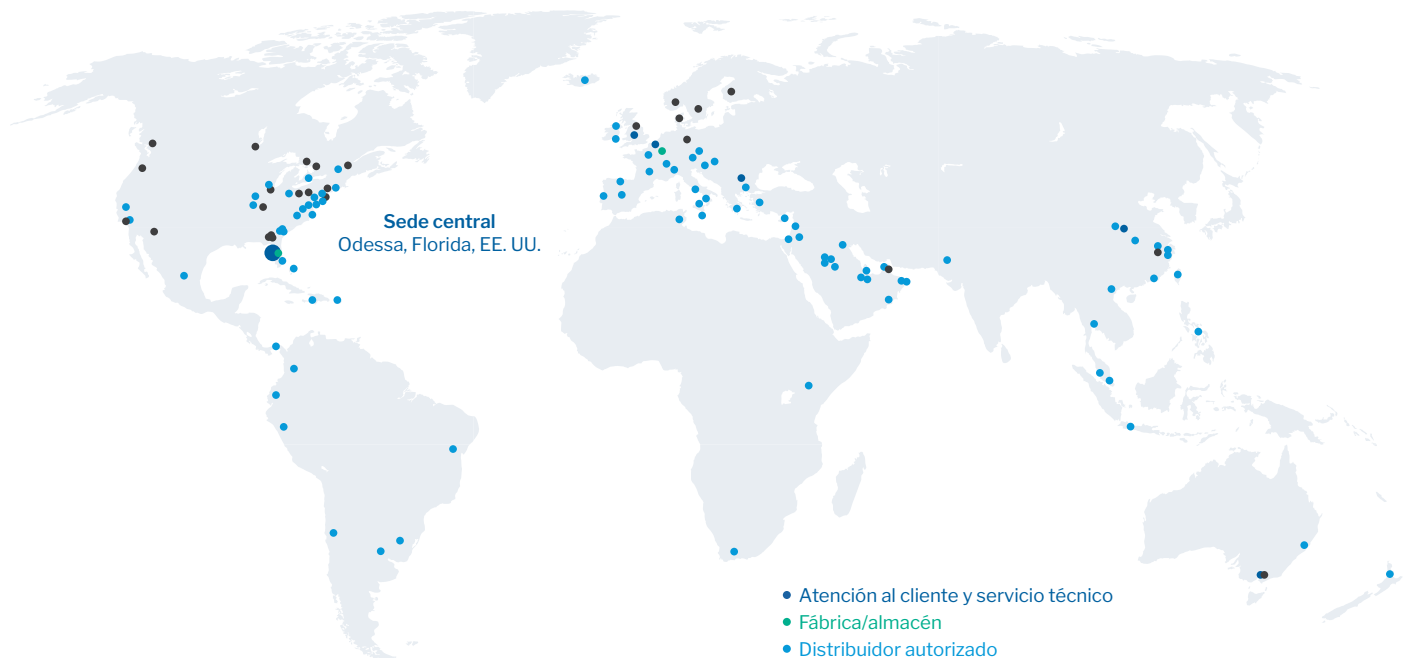 Sede central
Odessa, Florida, EE. UU.
Atención al cliente y servicio técnico
Fábrica/almacén
Distribuidor autorizado